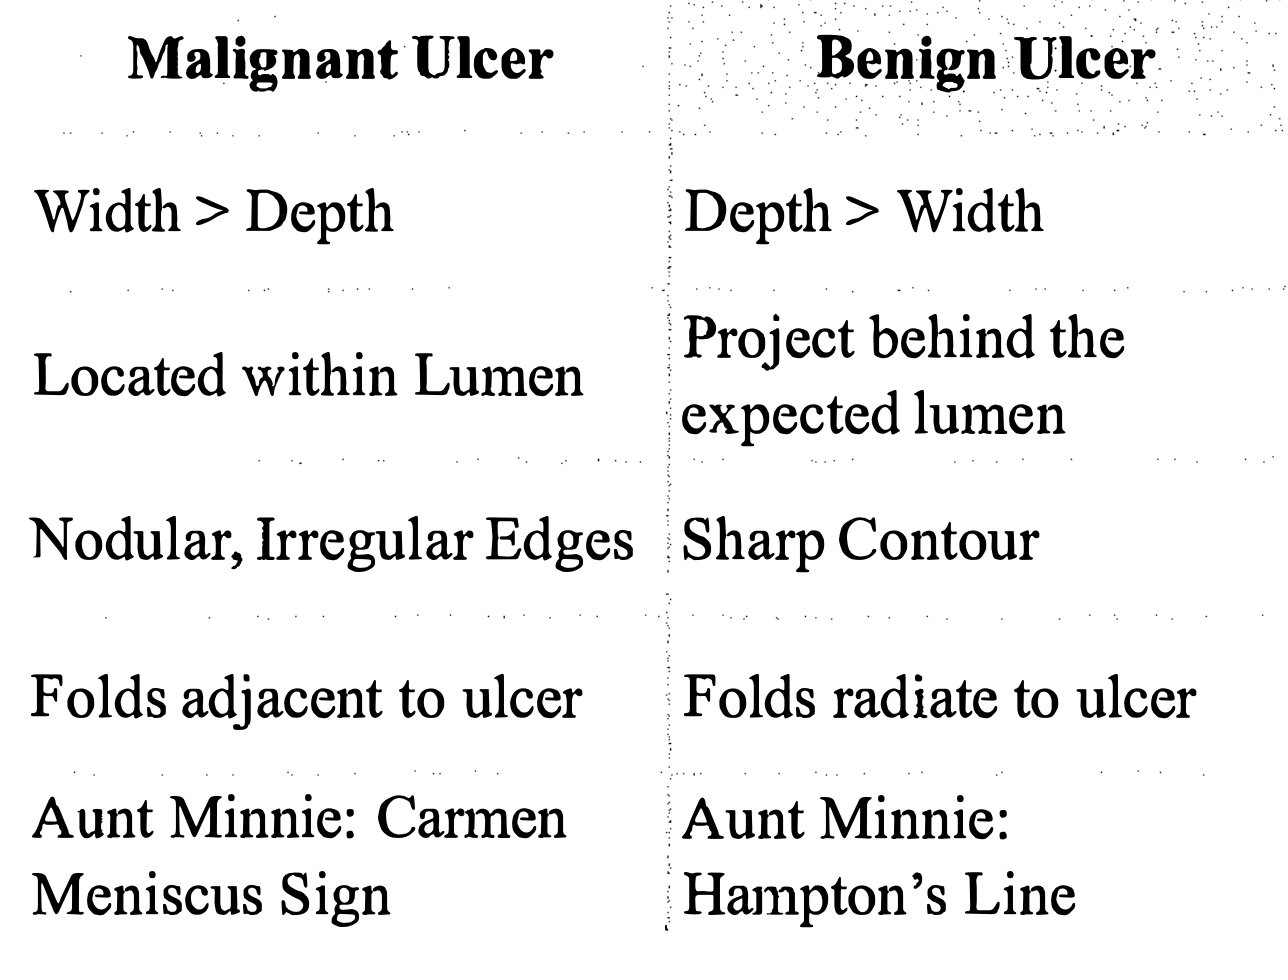 Malignant Ulcer
Benign Ulcer
Width > Depth
Depth > Width
Located within Lumen
Project behind the
expected lumen
Nodular, Irregular Edges
Sharp Contour
Folds adjacent to ulcer
Folds radiate to ulcer
Aunt Minnie: Carmen
Meniscus Sign
Aunt Minnie:
Hampton's Line